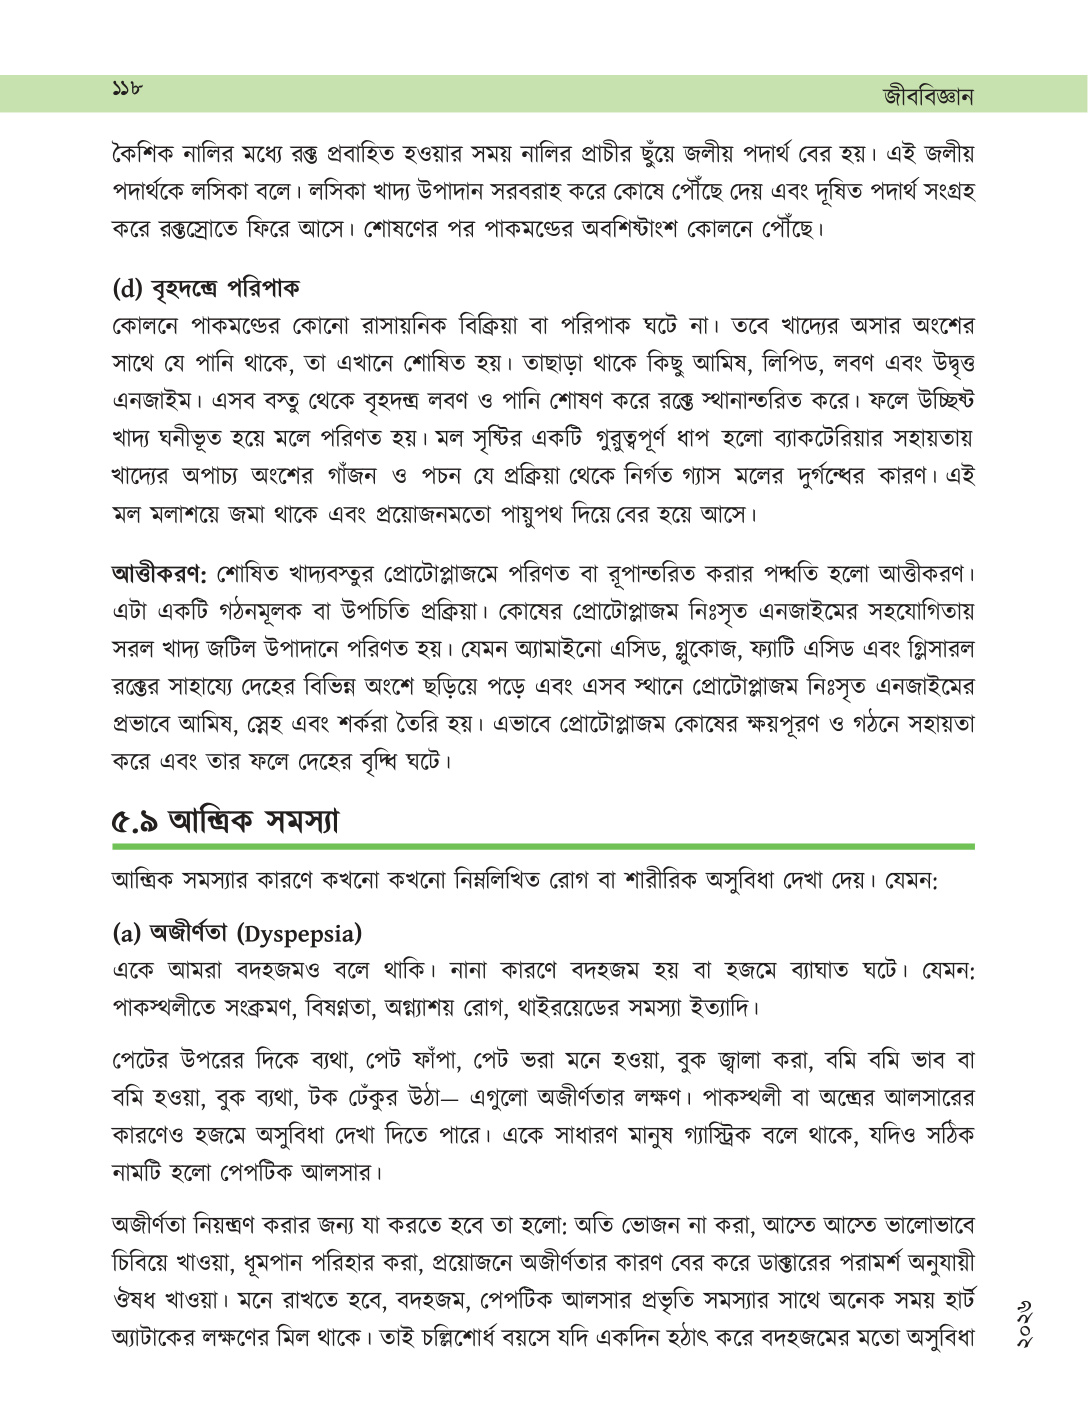 ১১৮
জীববিজ্ঞান
কৈশিক নালির মধ্যে রক্ত প্রবাহিত হওয়ার সময় নালির প্রাচীর ছুঁয়ে জলীয় পদার্থ বের হয়। এই জলীয়
পদার্থকে লসিকা বলে। লসিকা খাদ্য উপাদান সরবরাহ করে কোষে পৌঁছে দেয় এবং দূষিত পদার্থ সংগ্রহ
করে রক্তস্রোতে ফিরে আসে। শোষণের পর পাকমণ্ডের অবশিষ্টাংশ কোলনে পৌঁছে।
(d) বৃহদন্ত্রে পরিপাক
কোলনে পাকমণ্ডের কোনো রাসায়নিক বিক্রিয়া বা পরিপাক ঘটে না। তবে খাদ্যের অসার অংশের
সাথে যে পানি থাকে, তা এখানে শোষিত হয়। তাছাড়া থাকে কিছু আমিষ, লিপিড, লবণ এবং উদ্বৃত্ত
এনজাইম। এসব বস্তু থেকে বৃহদন্ত্র লবণ ও পানি শোষণ করে রক্তে স্থানান্তরিত করে। ফলে উচ্ছিষ্ট
খাদ্য ঘনীভূত হয়ে মলে পরিণত হয়। মল সৃষ্টির একটি গুরুত্বপূর্ণ ধাপ হলো ব্যাকটেরিয়ার সহায়তায়
খাদ্যের অপাচ্য অংশের গাঁজন ও পচন যে প্রক্রিয়া থেকে নির্গত গ্যাস মলের দুর্গন্ধের কারণ। এই
মল মলাশয়ে জমা থাকে এবং প্রয়োজনমতো পায়ুপথ দিয়ে বের হয়ে আসে।
আত্তীকরণ: শোষিত খাদ্যবস্তুর প্রোটোপ্লাজমে পরিণত বা রূপান্তরিত করার পদ্ধতি হলো আত্তীকরণ।
এটা একটি গঠনমূলক বা উপচিতি প্রক্রিয়া। কোষের প্রোটোপ্লাজম নিঃসৃত এনজাইমের সহযোগিতায়
সরল খাদ্য জটিল উপাদানে পরিণত হয়। যেমন অ্যামাইনো এসিড, গ্লুকোজ, ফ্যাটি এসিড এবং গ্লিসারল
রক্তের সাহায্যে দেহের বিভিন্ন অংশে ছড়িয়ে পড়ে এবং এসব স্থানে প্রোটোপ্লাজম নিঃসৃত এনজাইমের
প্রভাবে আমিষ, স্নেহ এবং শর্করা তৈরি হয়। এভাবে প্রোটোপ্লাজম কোষের ক্ষয়পূরণ ও গঠনে সহায়তা
করে এবং তার ফলে দেহের বৃদ্ধি ঘটে।
৫.৯ আন্ত্রিক সমস্যা
আন্ত্রিক সমস্যার কারণে কখনো কখনো নিম্নলিখিত রোগ বা শারীরিক অসুবিধা দেখা দেয়। যেমন:
(a) অজীর্ণতা (Dyspepsia)
একে আমরা বদহজমও বলে থাকি। নানা কারণে বদহজম হয় বা হজমে ব্যাঘাত ঘটে। যেমন:
পাকস্থলীতে সংক্রমণ, বিষণ্নতা, অগ্ন্যাশয় রোগ, থাইরয়েডের সমস্যা ইত্যাদি।
পেটের উপরের দিকে ব্যথা, পেট ফাঁপা, পেট ভরা মনে হওয়া, বুক জ্বালা করা, বমি বমি ভাব বা
বমি হওয়া, বুক ব্যথা, টক ঢেঁকুর উঠা— এগুলো অজীর্ণতার লক্ষণ। পাকস্থলী বা অন্ত্রের আলসারের
কারণেও হজমে অসুবিধা দেখা দিতে পারে। একে সাধারণ মানুষ গ্যাস্ট্রিক বলে থাকে, যদিও সঠিক
নামটি হলো পেপটিক আলসার।
অজীর্ণতা নিয়ন্ত্রণ করার জন্য যা করতে হবে তা হলো: অতি ভোজন না করা, আস্তে আস্তে ভালোভাবে
চিবিয়ে খাওয়া, ধূমপান পরিহার করা, প্রয়োজনে অজীর্ণতার কারণ বের করে ডাক্তারের পরামর্শ অনুযায়ী
ঔষধ খাওয়া। মনে রাখতে হবে, বদহজম, পেপটিক আলসার প্রভৃতি সমস্যার সাথে অনেক সময় হার্ট
অ্যাটাকের লক্ষণের মিল থাকে। তাই চল্লিশোর্ধ বয়সে যদি একদিন হঠাৎ করে বদহজমের মতো অসুবিধা
২০২৬